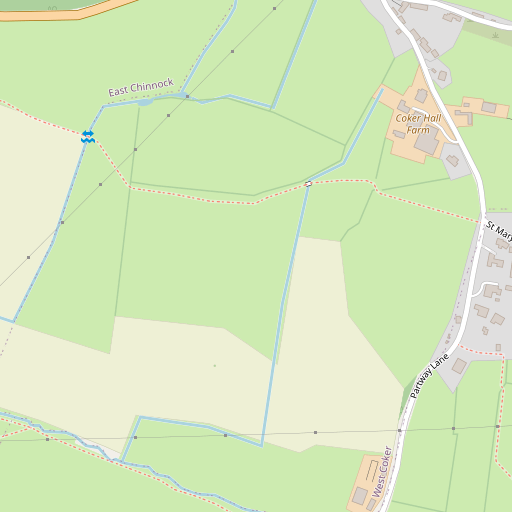 East Chinnock
Coker Hall
Farm
St Mary
Partway Lane
West Coker